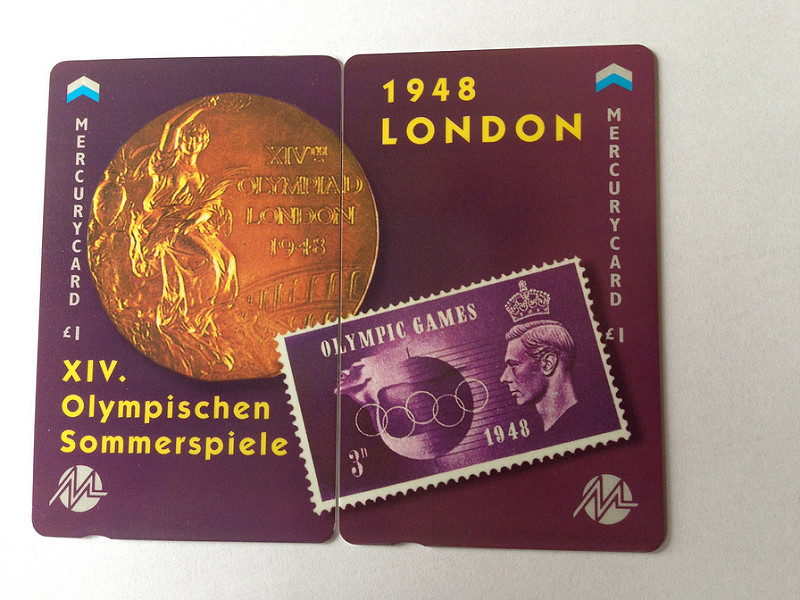 MERCURYCARD
£1
XIVTH
OLYMPIAD
LONDON
1948
XIV.
Olympischen
Sommerspiele
1948
LONDON
MERCURYCARD
£1
OLYMPIC GAMES
3D
1948